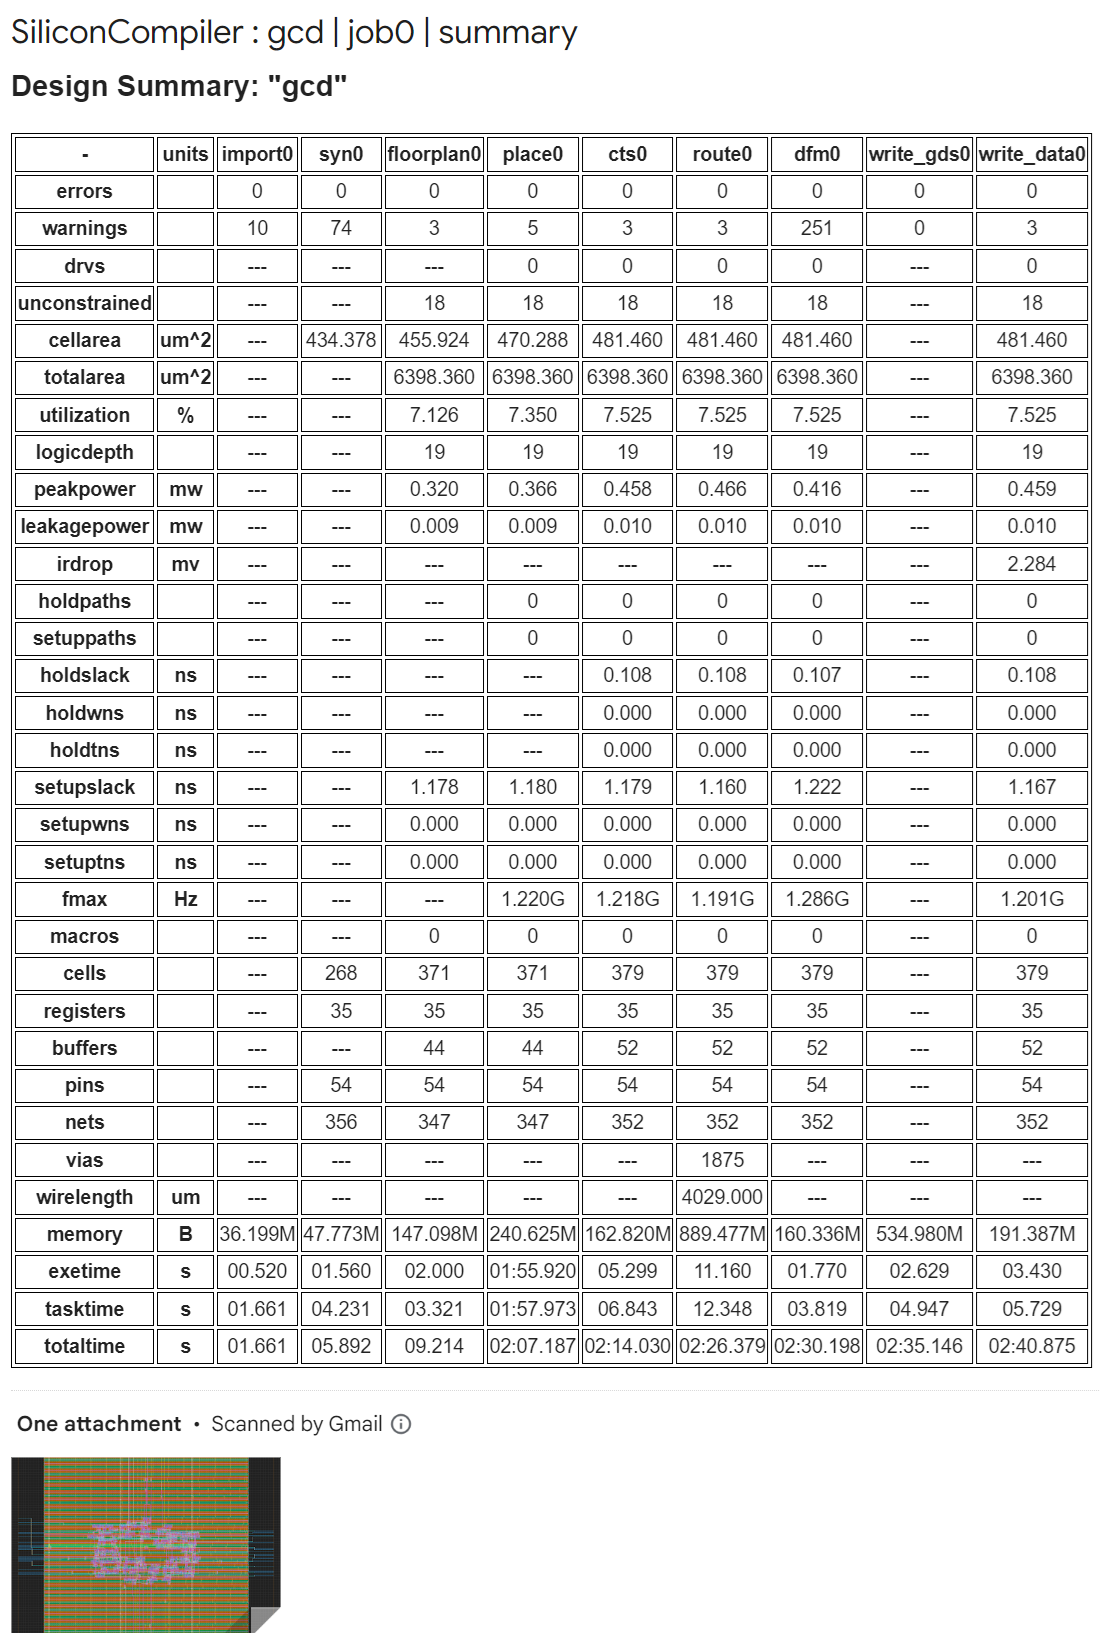 SiliconCompiler : gcd | job0 | summary
Design Summary: "gcd"
- units import0 syn0 floorplan0 place0 cts0 route0 dfm0 write_gds0 write_data0
errors 0 0 0 0 0 0 0 0 0
warnings 10 74 3 5 3 3 251 0 3
drvs --- --- --- 0 0 0 0 --- 0
unconstrained --- --- 18 18 18 18 18 --- 18
cellarea um^2 --- 434.378 455.924 470.288 481.460 481.460 481.460 --- 481.460
totalarea um^2 --- --- 6398.360 6398.360 6398.360 6398.360 6398.360 --- 6398.360
utilization % --- --- 7.126 7.350 7.525 7.525 7.525 --- 7.525
logicdepth --- --- 19 19 19 19 19 --- 19
peakpower mw --- --- 0.320 0.366 0.458 0.466 0.416 --- 0.459
leakagepower mw --- --- 0.009 0.009 0.010 0.010 0.010 --- 0.010
irdrop mv --- --- --- --- --- --- --- --- 2.284
holdpaths --- --- --- 0 0 0 0 --- 0
setuppaths --- --- --- 0 0 0 0 --- 0
holdslack ns --- --- --- --- 0.108 0.108 0.107 --- 0.108
holdwns ns --- --- --- --- 0.000 0.000 0.000 --- 0.000
holdtns ns --- --- --- --- 0.000 0.000 0.000 --- 0.000
setupslack ns --- --- 1.178 1.180 1.179 1.160 1.222 --- 1.167
setupwns ns --- --- 0.000 0.000 0.000 0.000 0.000 --- 0.000
setuptns ns --- --- 0.000 0.000 0.000 0.000 0.000 --- 0.000
fmax Hz --- --- --- 1.220G 1.218G 1.191G 1.286G --- 1.201G
macros --- --- 0 0 0 0 0 --- 0
cells --- 268 371 371 379 379 379 --- 379
registers --- 35 35 35 35 35 35 --- 35
buffers --- --- 44 44 52 52 52 --- 52
pins --- 54 54 54 54 54 54 --- 54
nets --- 356 347 347 352 352 352 --- 352
vias --- --- --- --- --- 1875 --- --- ---
wirelength um --- --- --- --- --- 4029.000 --- --- ---
memory B 36.199M 47.773M 147.098M 240.625M 162.820M 889.477M 160.336M 534.980M 191.387M
exetime s 00.520 01.560 02.000 01:55.920 05.299 11.160 01.770 02.629 03.430
tasktime s 01.661 04.231 03.321 01:57.973 06.843 12.348 03.819 04.947 05.729
totaltime s 01.661 05.892 09.214 02:07.187 02:14.030 02:26.379 02:30.198 02:35.146 02:40.875
One attachment • Scanned by Gmail